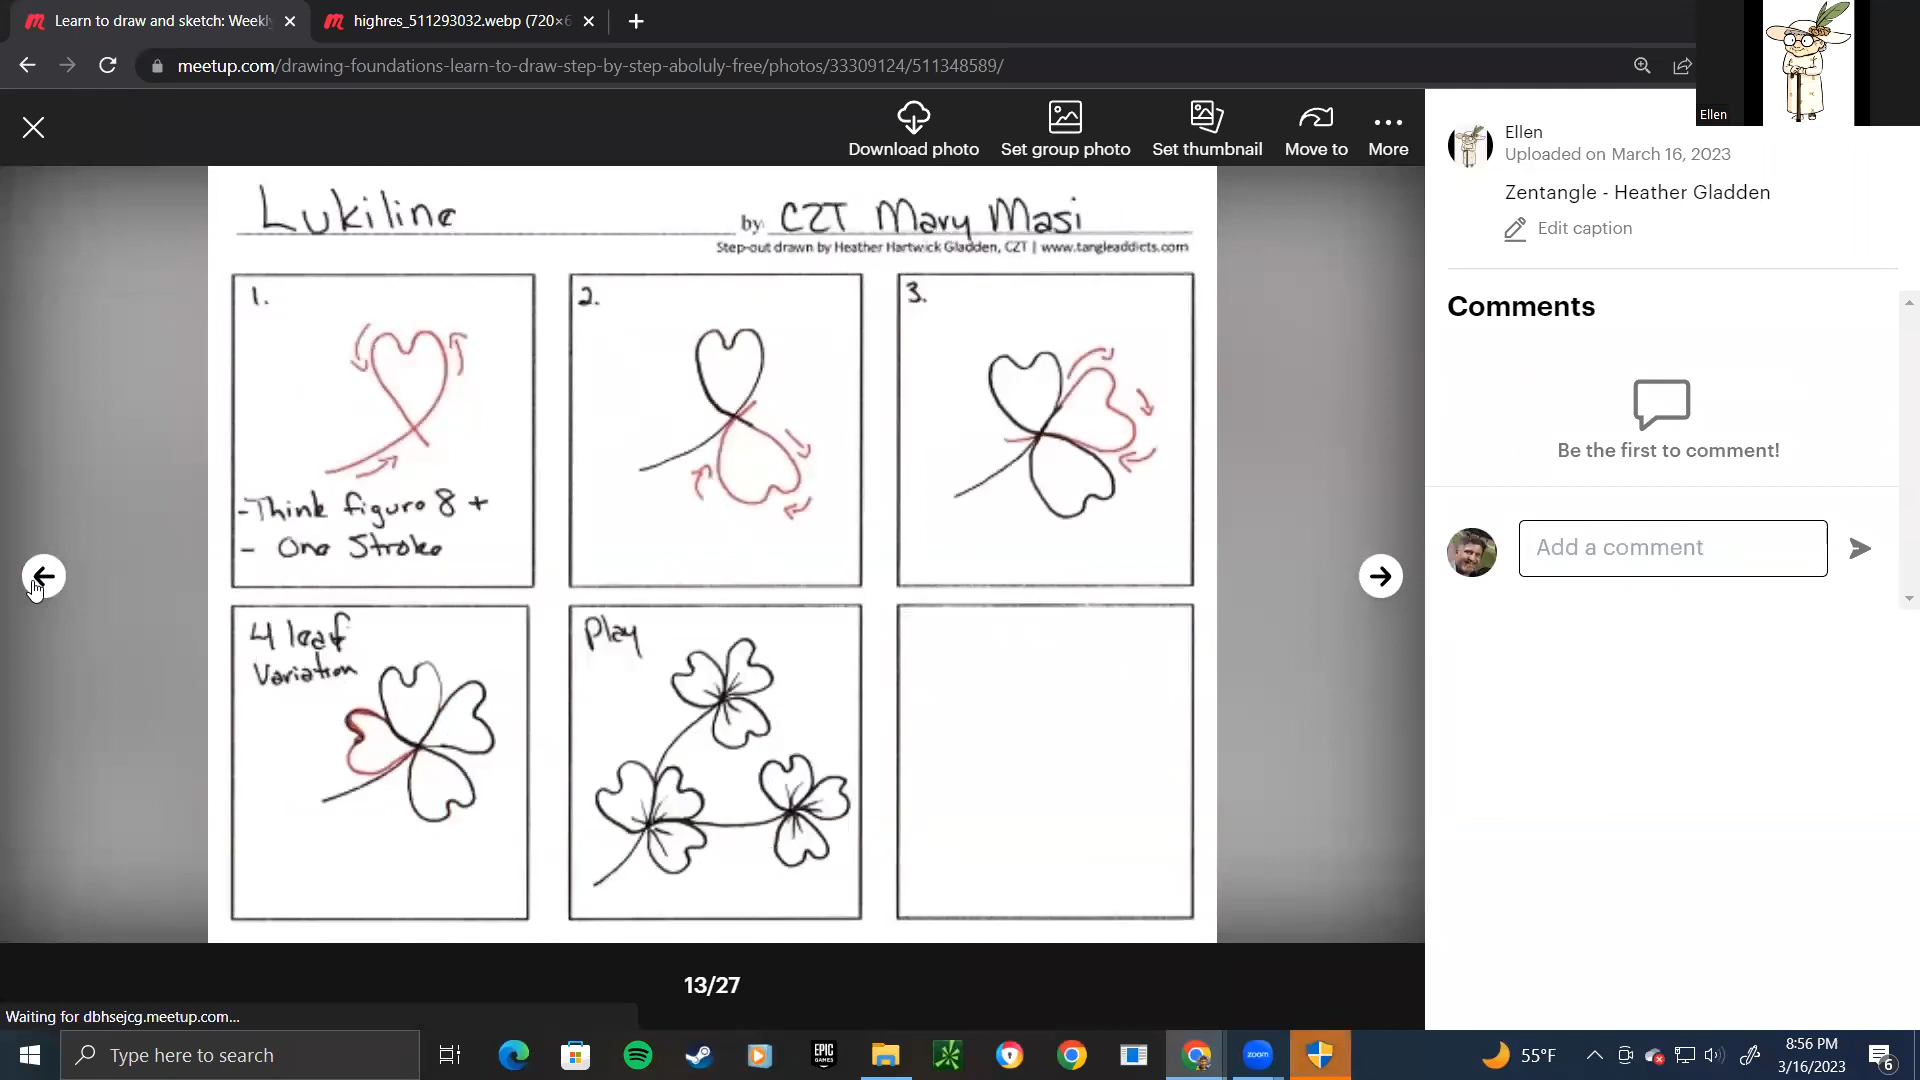 Learn to draw and sketch: Weekly
highres_511293032.webp (720×6
meetup.com/drawing-foundations-learn-to-draw-step-by-step-aboluly-free/photos/33309124/511348589/
Ellen
Download photo
Set group photo
Set thumbnail
Move to
More
Ellen
Uploaded on March 16, 2023
Zentangle - Heather Gladden
Edit caption
Lukiline by: CZT Mary Masi
Step-out drawn by Heather Hartwick Gladden, CZT | www.tangleaddicts.com
1.
-Think figure 8 +
- One Stroke
2.
3.
4 leaf
Variation
Play
Comments
Be the first to comment!
Add a comment
13/27
Waiting for dbhsejcg.meetup.com...
Type here to search
EPIC
GAMES
zoom
55°F
8:56 PM
3/16/2023
6